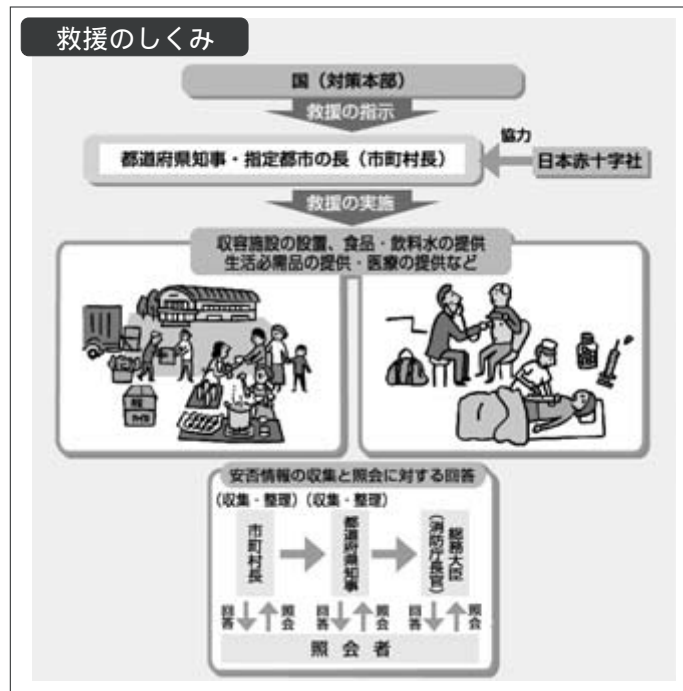 救援のしくみ
国（対策本部）
救援の指示
都道府県知事・指定都市の長（市町村長）
協力
日本赤十字社
救援の実施
収容施設の設置、食品・飲料水の提供
生活必需品の提供・医療の提供など
安否情報の収集と照会に対する回答
（収集・整理）（収集・整理）
市町村長
都道府県知事
総務大臣
（消防庁長官）
回答
照会
回答
照会
回答
照会
照会者